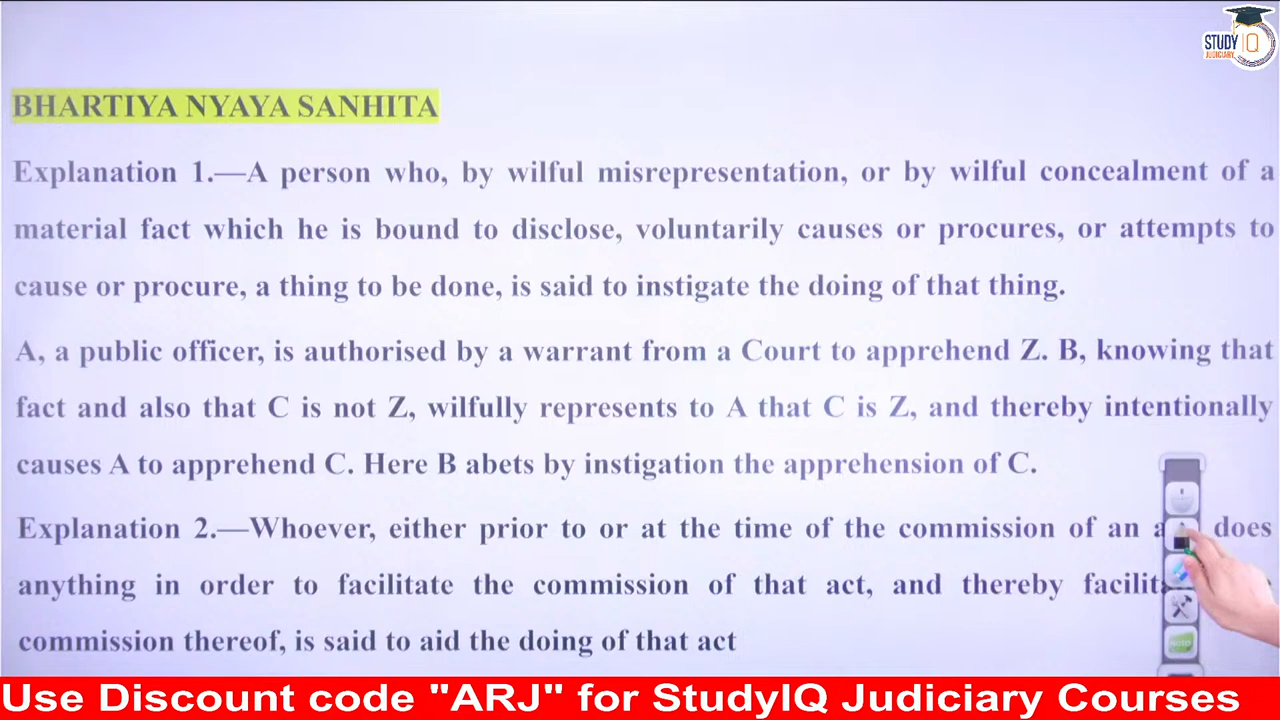 STUDY IQ
JUDICIARY
BHARTIYA NYAYA SANHITA
Explanation 1.—A person who, by wilful misrepresentation, or by wilful concealment of a
material fact which he is bound to disclose, voluntarily causes or procures, or attempts to
cause or procure, a thing to be done, is said to instigate the doing of that thing.
A, a public officer, is authorised by a warrant from a Court to apprehend Z. B, knowing that
fact and also that C is not Z, wilfully represents to A that C is Z, and thereby intentionally
causes A to apprehend C. Here B abets by instigation the apprehension of C.
Explanation 2.—Whoever, either prior to or at the time of the commission of an does
anything in order to facilitate the commission of that act, and thereby
commission thereof, is said to aid the doing of that act
Use Discount code "ARJ" for StudyIQ Judiciary Courses